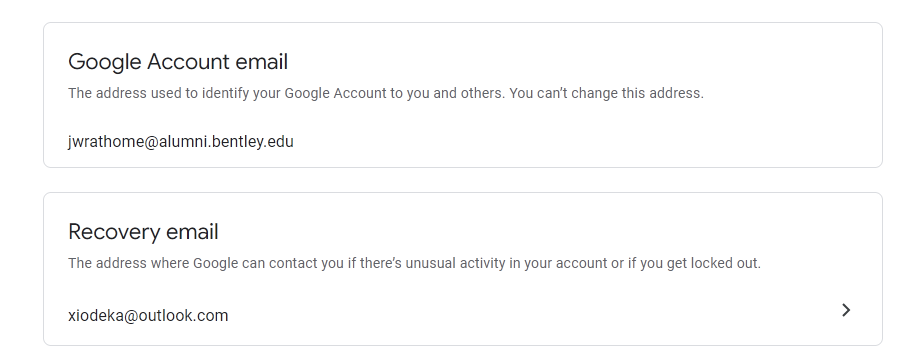 Google Account email
The address used to identify your Google Account to you and others. You can’t change this address.
jwrathome@alumni.bentley.edu
Recovery email
The address where Google can contact you if there’s unusual activity in your account or if you get locked out.
xiodeka@outlook.com